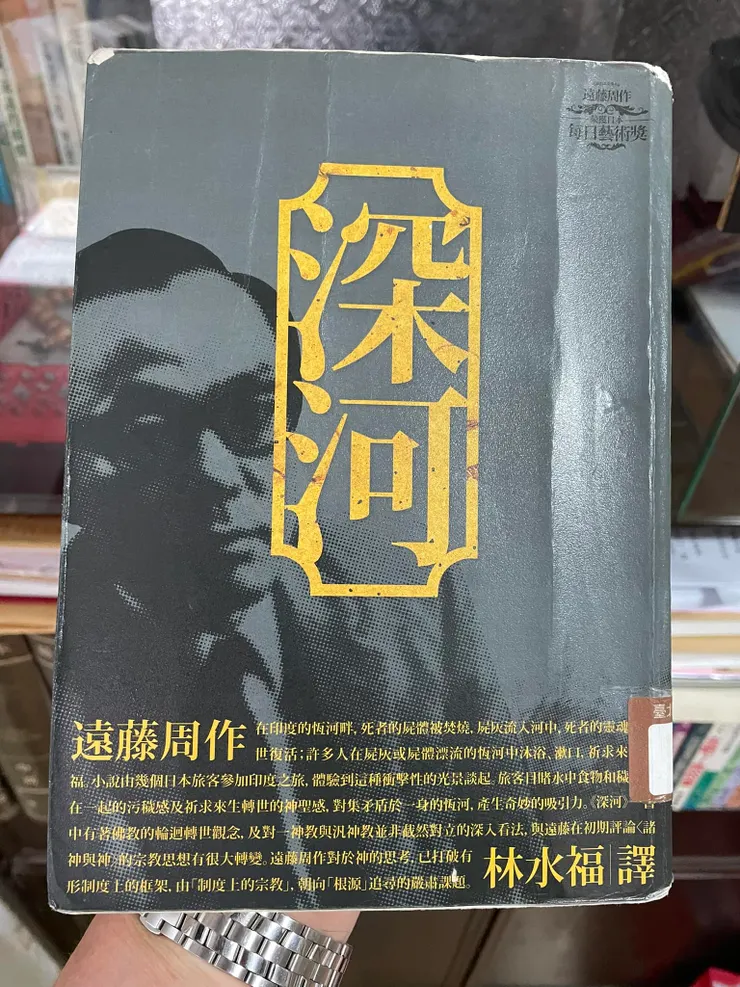 遠藤周作
榮獲日本
每日藝術獎
深河
遠藤周作
在印度的恆河畔，死者的屍體被焚燒，屍灰流入河中，死者的靈魂
世復活；許多人在屍灰或屍體漂流的恆河中沐浴、漱口、祈求來
福。小說由幾個日本旅客參加印度之旅，體驗到這種衝擊性的光景談起。旅客目睹水中食物和穢
在一起的污穢感及祈求來生轉世的神聖感，對集矛盾於一身的恆河，產生奇妙的吸引力。《深河》
中有著佛教的輪迴轉世觀念，及對一神教與汎神教並非截然對立的深入看法，與遠藤在初期評論〈諸
神與神〉的宗教思想有很大轉變。遠藤周作對於神的思考，已打破有
形制度上的框架，由「制度上的宗教」，朝向「根源」追尋的嚴肅課題。
林水福｜譯